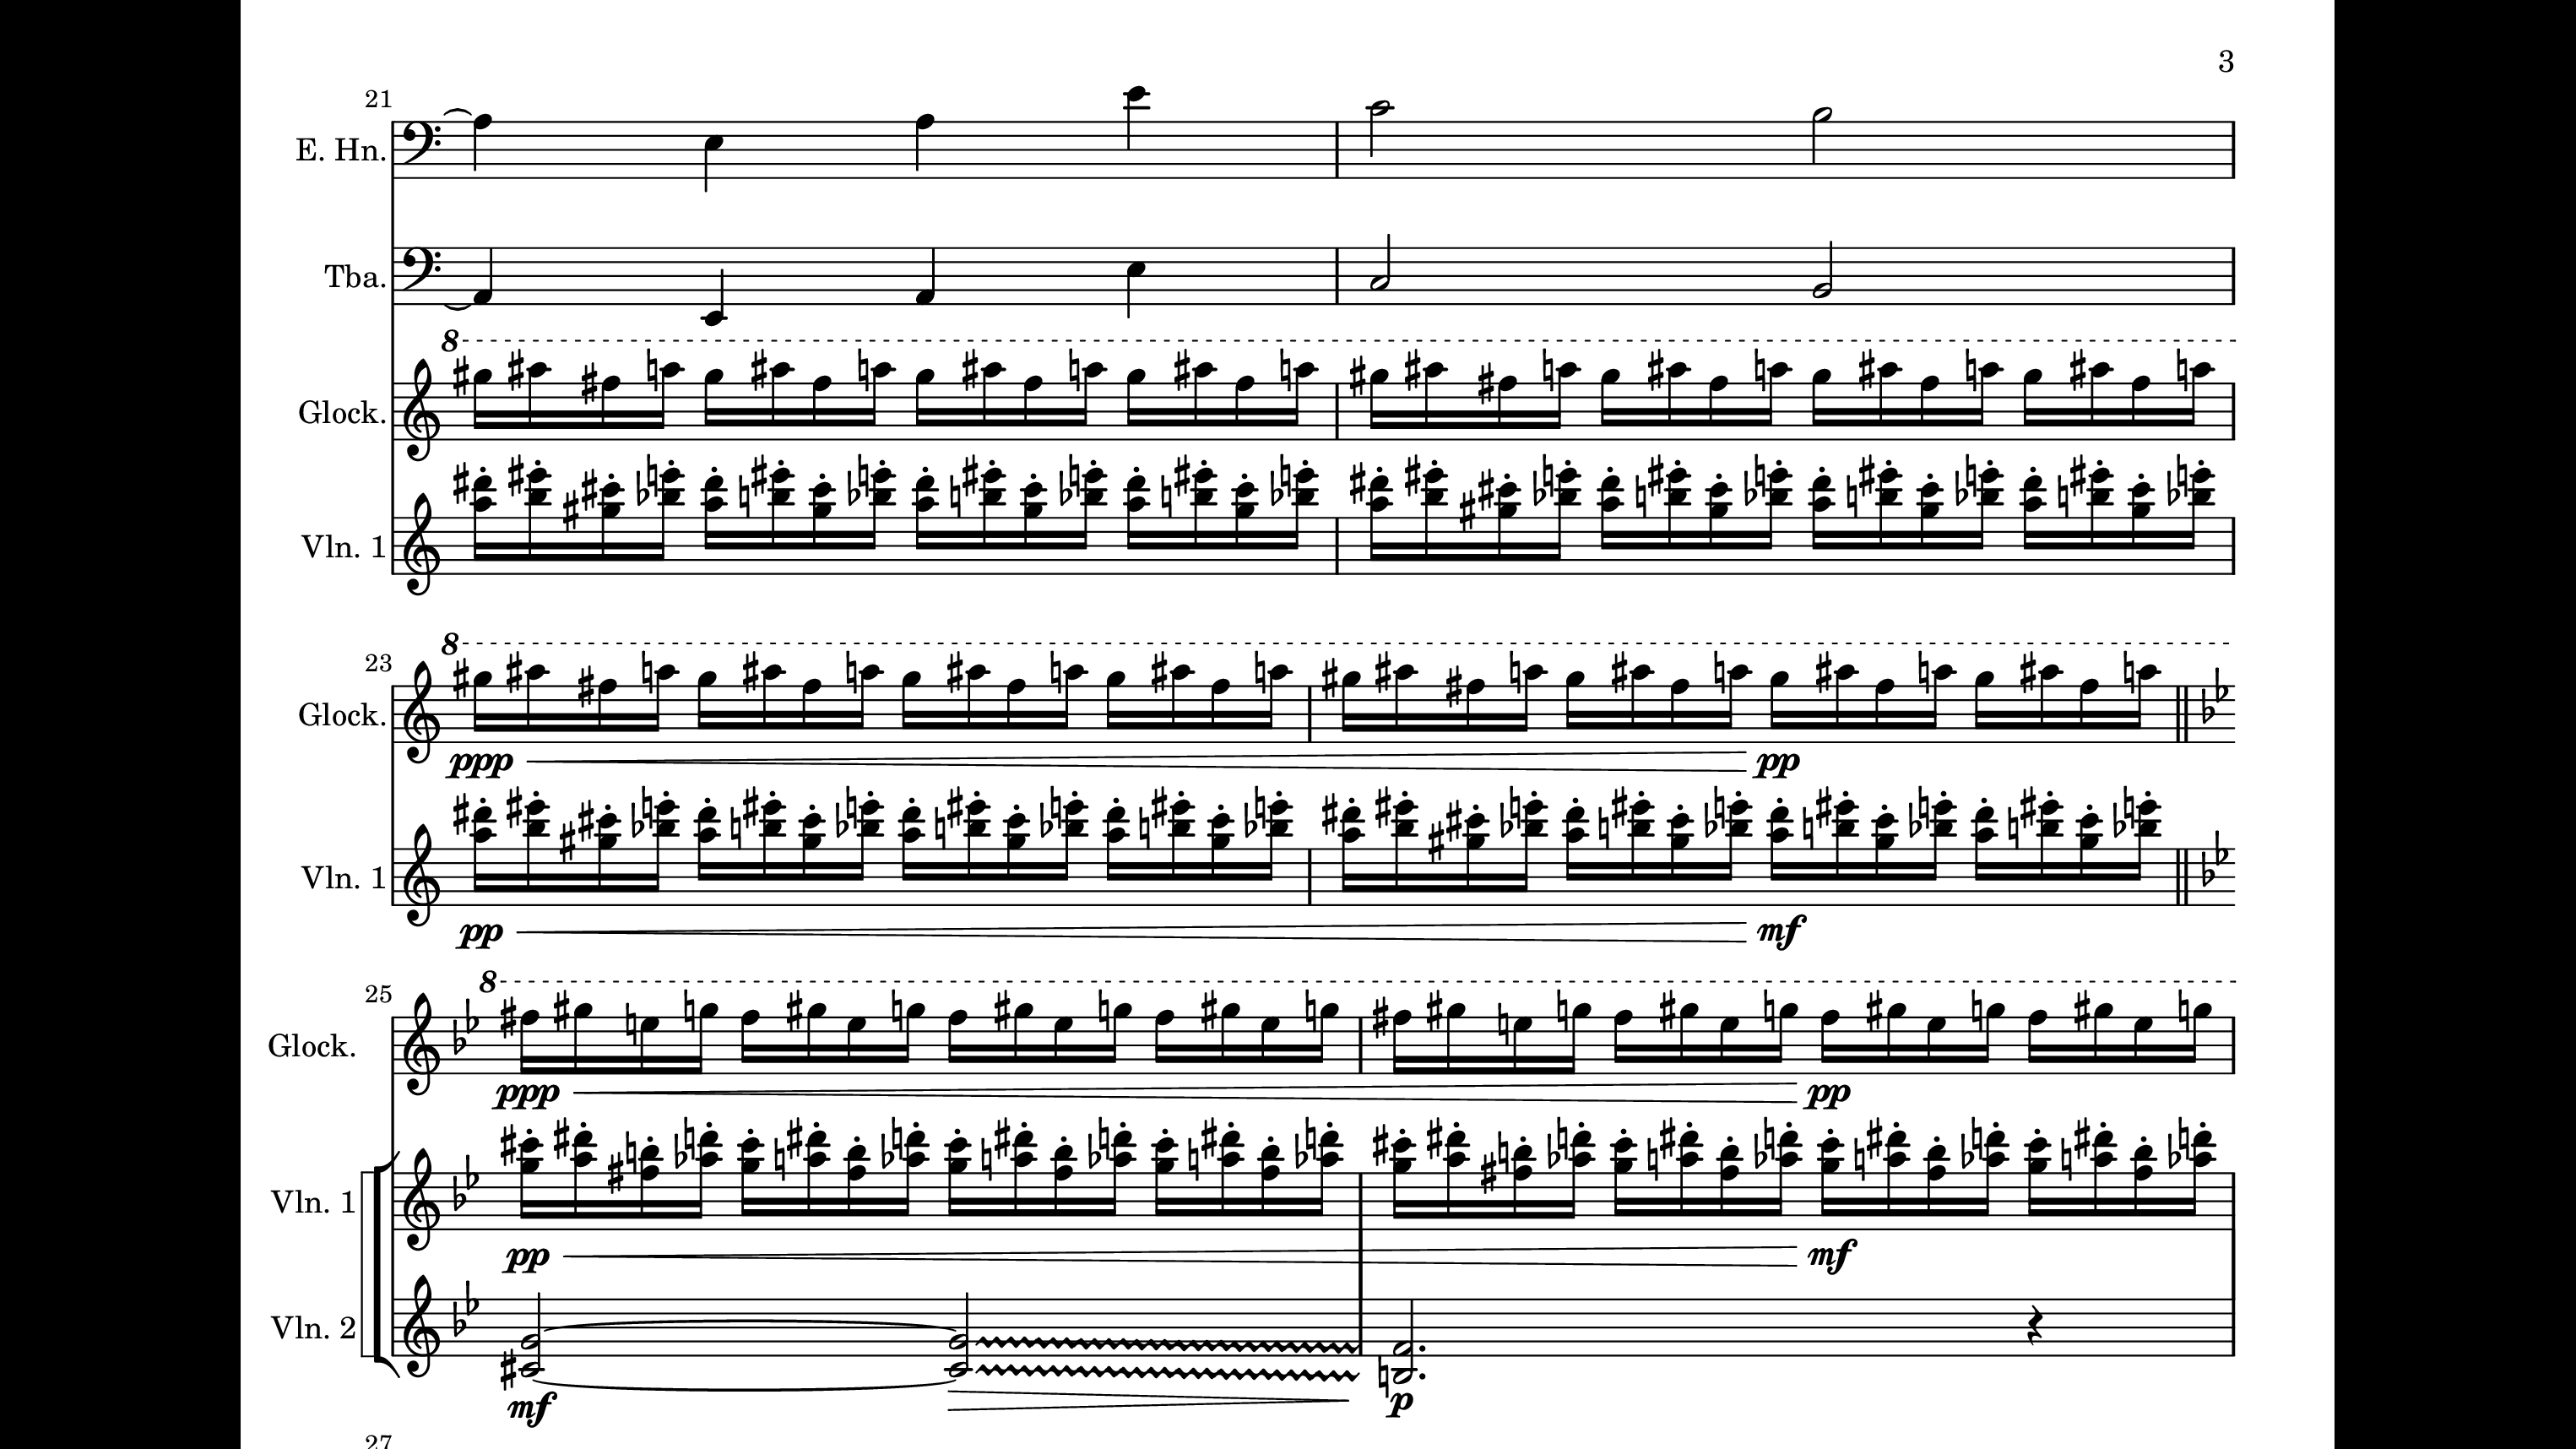 3
21
E. Hn.
Tba.
8
Glock.
Vln. 1
8
23
Glock.
ppp pp
Vln. 1
pp mf
8
25
Glock.
ppp pp
Vln. 1
pp mf
Vln. 2
mf p
27